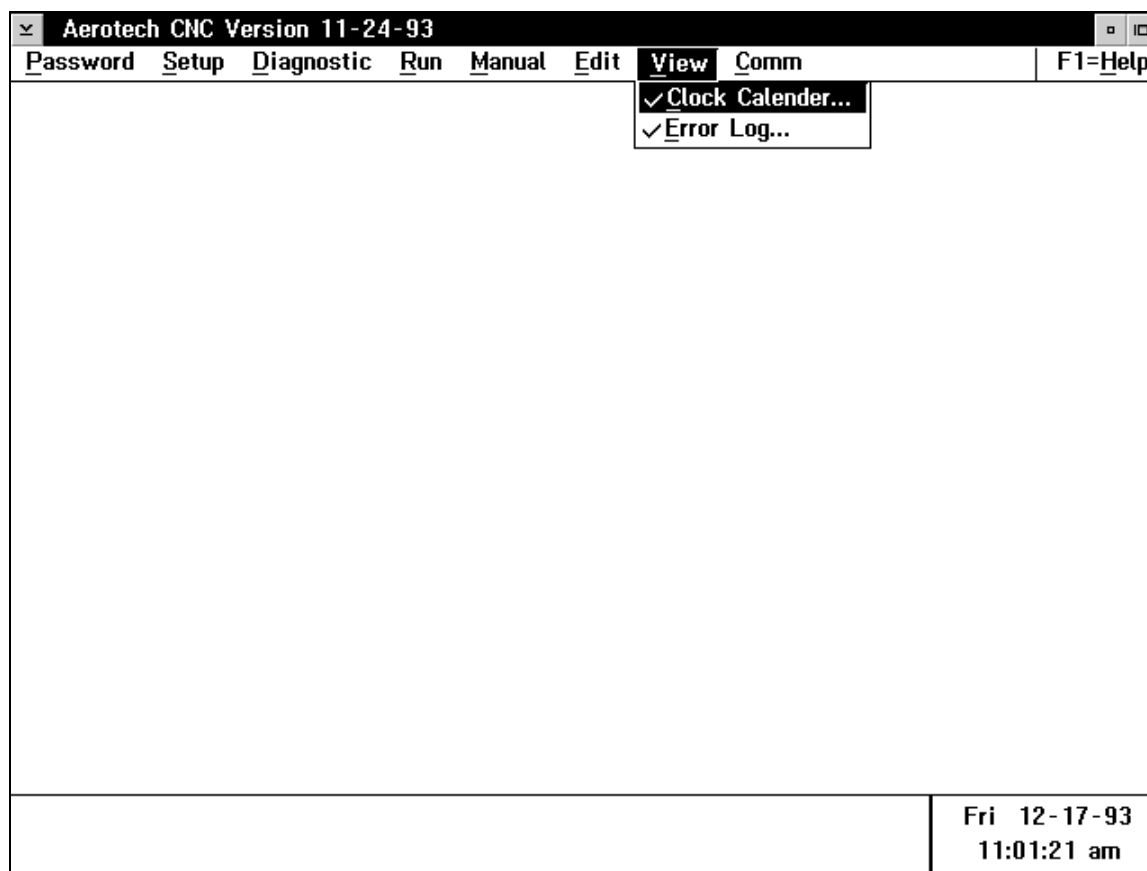 Aerotech CNC Version 11-24-93
Password Setup Diagnostic Run Manual Edit View Comm F1=Help
✓Clock Calender...
✓Error Log...
Fri 12-17-93
11:01:21 am